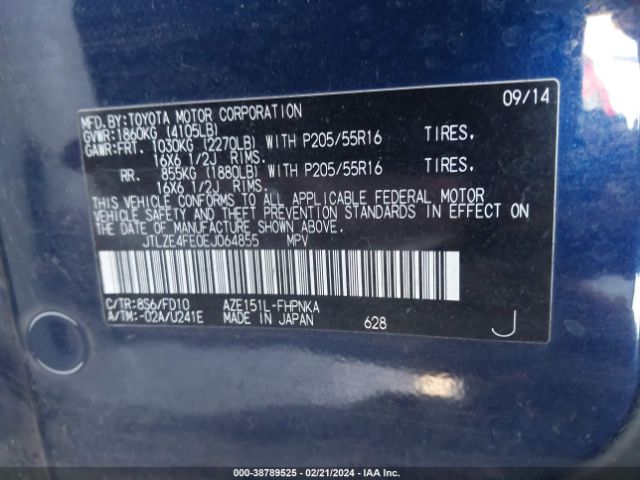 MFD.BY:TOYOTA MOTOR CORPORATION 09/14
GVWR:1860KG (4105LB)
GAWR:FRT. 1030KG (2270LB) WITH P205/55R16 TIRES.
16X6 1/2J RIMS.
RR. 855KG (1880LB) WITH P205/55R16 TIRES.
16X6 1/2J RIMS.
THIS VEHICLE CONFORMS TO ALL APPLICABLE FEDERAL MOTOR
VEHICLE SAFETY AND THEFT PREVENTION STANDARDS IN EFFECT ON
THE DATE OF MANUFACTURE SHOWN ABOVE.
JTLZE4FE0EJ064855 MPV
C/TR:8S6/FD10 AZE151L-FHPNKA
A/TM:-02A/U241E MADE IN JAPAN 628 J
000-38789525 - 02/21/2024 - IAAI.COM